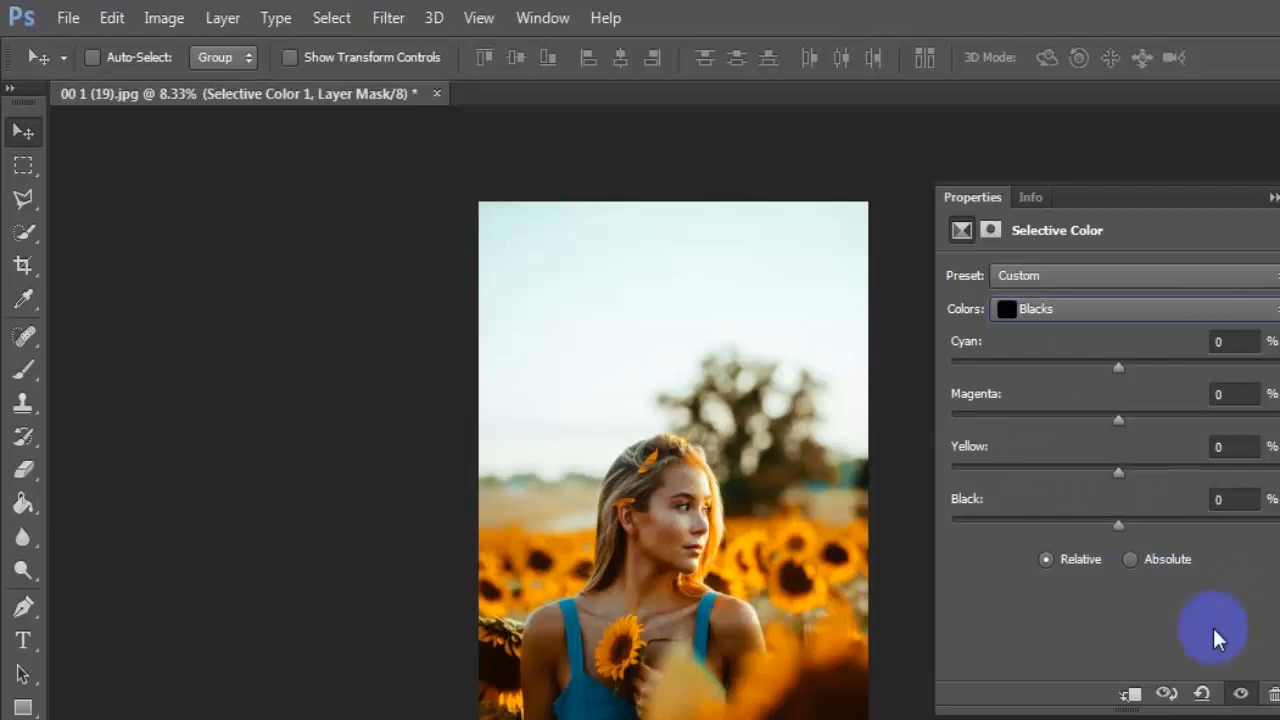 Ps File Edit Image Layer Type Select Filter 3D View Window Help
Auto-Select: Group Show Transform Controls 3D Mode:
00 1 (19).jpg @ 8.33% (Selective Color 1, Layer Mask/8) * ×
Properties Info
Selective Color
Preset: Custom
Colors: Blacks
Cyan: 0 %
Magenta: 0 %
Yellow: 0 %
Black: 0 %
Relative Absolute
T